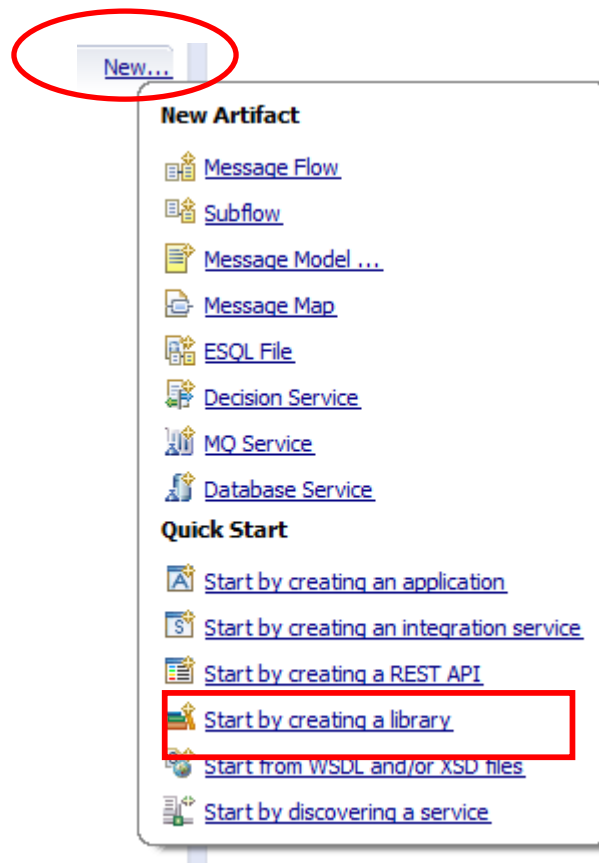 New...
New Artifact
Message Flow
Subflow
Message Model ...
Message Map
ESQL File
Decision Service
MQ Service
Database Service
Quick Start
Start by creating an application
Start by creating an integration service
Start by creating a REST API
Start by creating a library
Start from WSDL and/or XSD files
Start by discovering a service